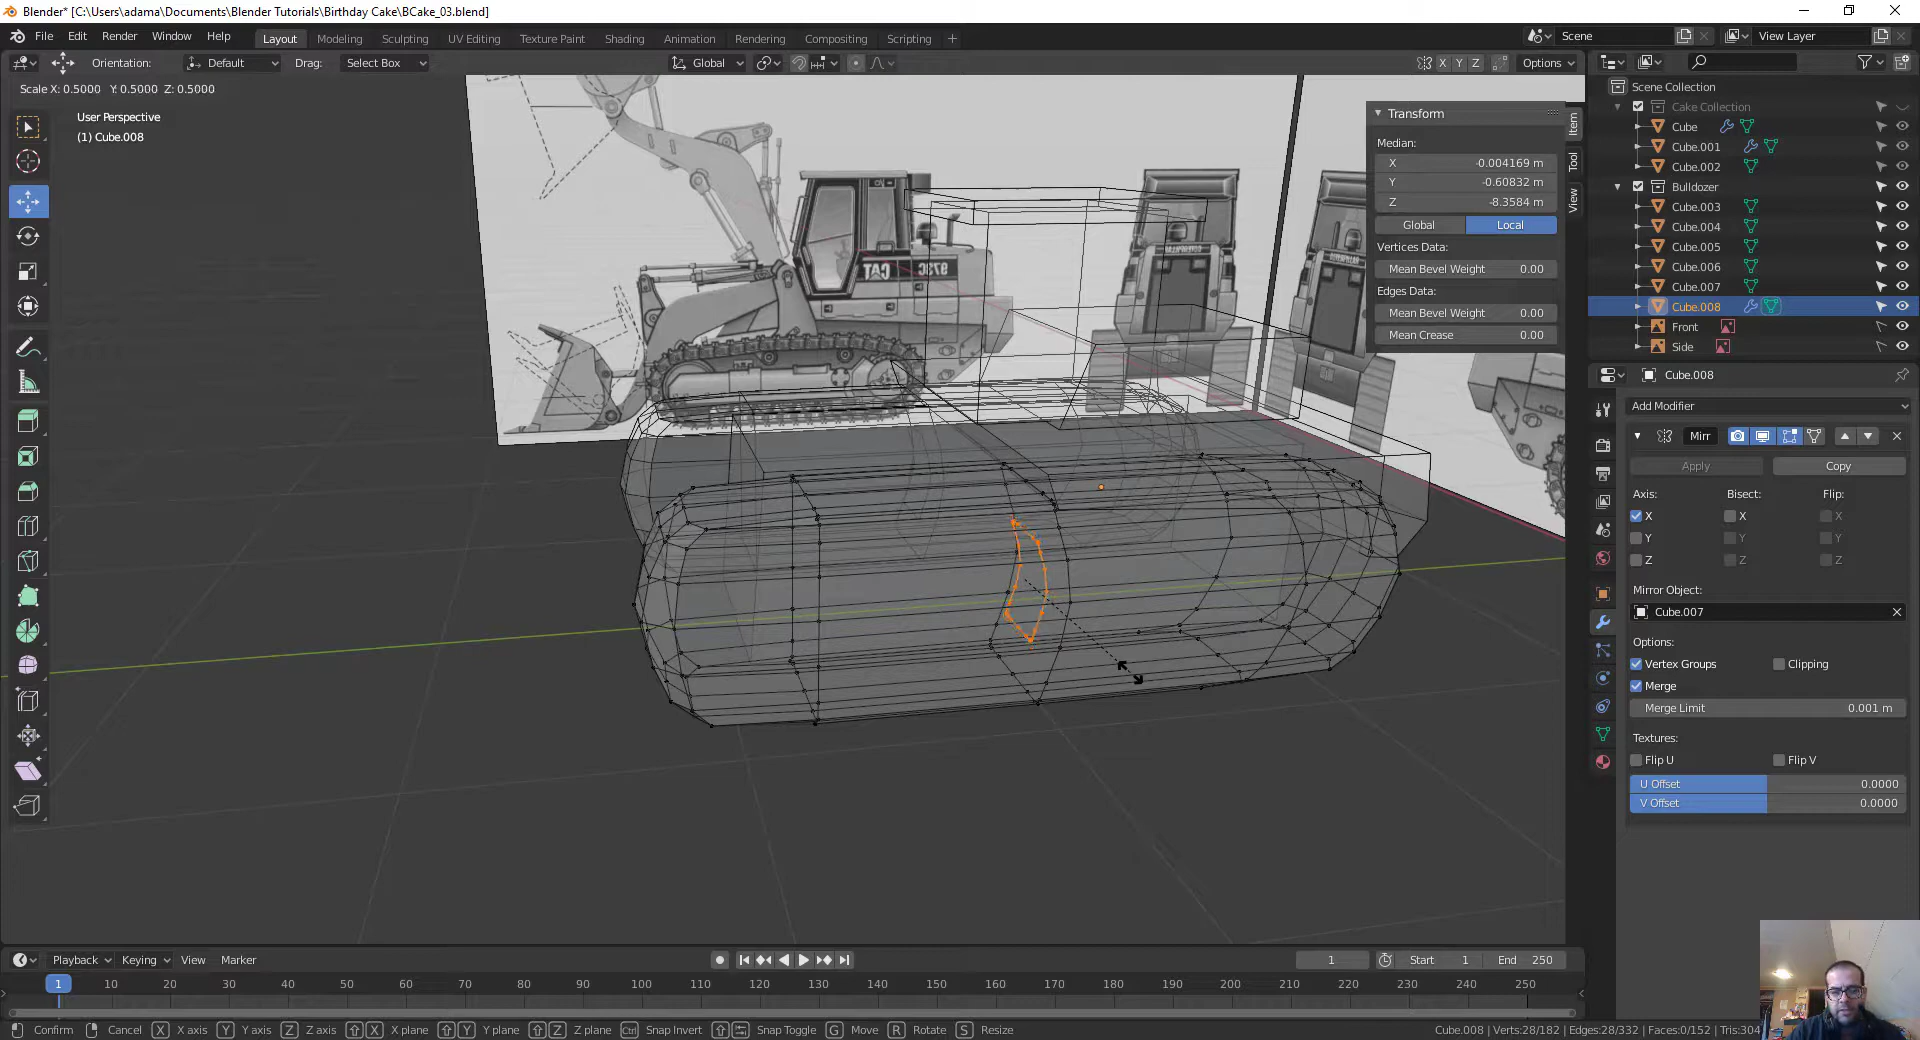 Blender* [C:\Users\adama\Documents\Blender Tutorials\Birthday Cake\BCake_03.blend]
File Edit Render Window Help Layout Modeling Sculpting UV Editing Texture Paint Shading Animation Rendering Compositing Scripting + Scene View Layer
Orientation: Default Drag: Select Box Global X Y Z Options
Scale X: 0.5000 Y: 0.5000 Z: 0.5000
User Perspective
(1) Cube.008
CAT
973C
Transform
Median:
X -0.004169 m
Y -0.60832 m
Z -8.3584 m
Global Local
Vertices Data:
Mean Bevel Weight 0.00
Edges Data:
Mean Bevel Weight 0.00
Mean Crease 0.00
Item
Tool
View
Scene Collection
Cake Collection
Cube
Cube.001
Cube.002
Bulldozer
Cube.003
Cube.004
Cube.005
Cube.006
Cube.007
Cube.008
Front
Side
Cube.008
Add Modifier
Mirr
Apply Copy
Axis: Bisect: Flip:
X X X
Y Y Y
Z Z Z
Mirror Object:
Cube.007
Options:
Vertex Groups Clipping
Merge
Merge Limit 0.001 m
Textures:
Flip U Flip V
U Offset 0.0000
V Offset 0.0000
Playback Keying View Marker 1 Start 1 End 250
1 10 20 30 40 50 60 70 80 90 100 110 120 130 140 150 160 170 180 190 200 210 220 230 240 250
Confirm Cancel X X axis Y Y axis Z Z axis X X plane Y Y plane Z Z plane Ctrl Snap Invert Snap Toggle G Move R Rotate S Resize Cube.008 | Verts:28/182 | Edges:28/332 | Faces:0/152 | Tris:304